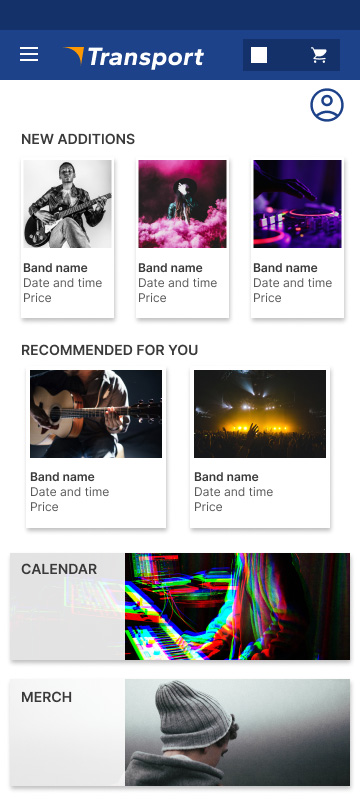 Transport
NEW ADDITIONS
Band name
Date and time
Price
Band name
Date and time
Price
Band name
Date and time
Price
RECOMMENDED FOR YOU
Band name
Date and time
Price
Band name
Date and time
Price
CALENDAR
MERCH